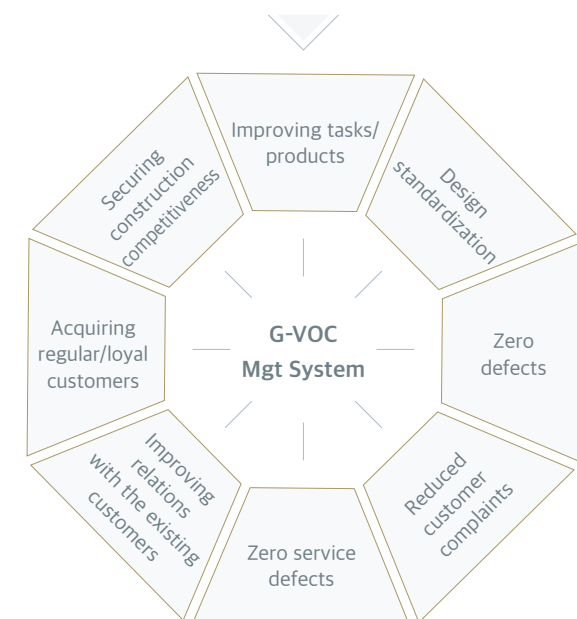 Improving tasks/
products
Design
standardization
Zero
defects
Reduced
customer
complaints
Zero service
defects
Improving
relations
with the existing
customers
Acquiring
regular/loyal
customers
Securing
construction
competitiveness
G-VOC
Mgt System